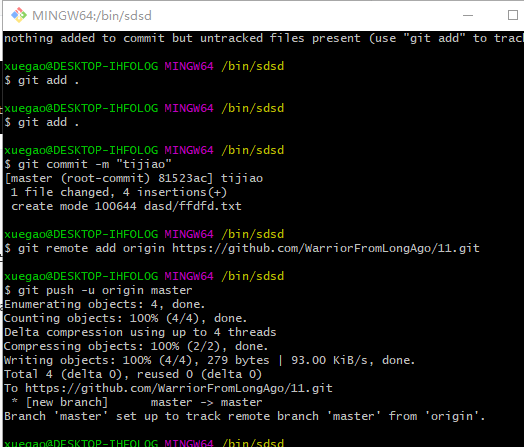 MINGW64:/bin/sdsd
nothing added to commit but untracked files present (use "git add" to trac
xuegao@DESKTOP-IHFOLOG MINGW64 /bin/sdsd
$ git add .
xuegao@DESKTOP-IHFOLOG MINGW64 /bin/sdsd
$ git add .
xuegao@DESKTOP-IHFOLOG MINGW64 /bin/sdsd
$ git commit -m "tijiao"
[master (root-commit) 81523ac] tijiao
1 file changed, 4 insertions(+)
create mode 100644 dasd/ffdfd.txt
xuegao@DESKTOP-IHFOLOG MINGW64 /bin/sdsd
$ git remote add origin https://github.com/WarriorFromLongAgo/11.git
xuegao@DESKTOP-IHFOLOG MINGW64 /bin/sdsd
$ git push -u origin master
Enumerating objects: 4, done.
Counting objects: 100% (4/4), done.
Delta compression using up to 4 threads
Compressing objects: 100% (2/2), done.
Writing objects: 100% (4/4), 279 bytes | 93.00 KiB/s, done.
Total 4 (delta 0), reused 0 (delta 0)
To https://github.com/WarriorFromLongAgo/11.git
* [new branch]      master -> master
Branch 'master' set up to track remote branch 'master' from 'origin'.
xuegao@DESKTOP-IHFOLOG MINGW64 /bin/sdsd